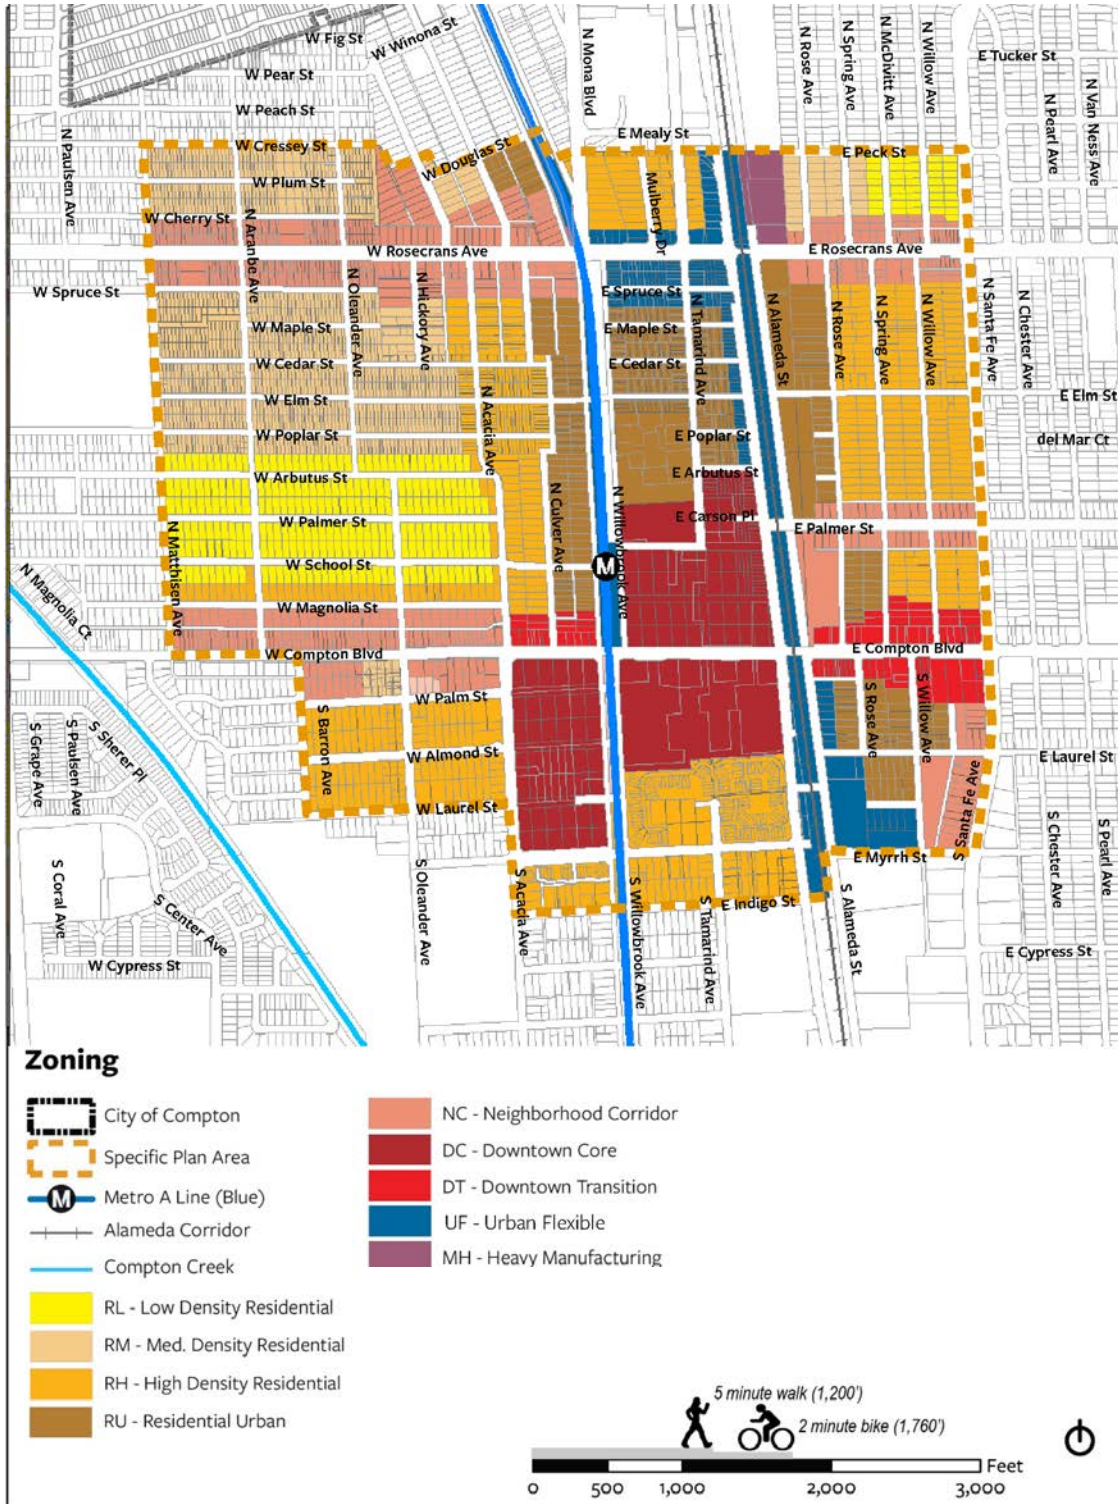 W Fig St
W Winona St
N Mona Blvd
N Rose Ave
N Spring Ave
N McDivitt Ave
N Willow Ave
E Tucker St
W Pear St
W Peach St
N Pearl Ave
N Van Ness Ave
N Paulsen Ave
E Mealy St
W Cressey St
W Douglas St
E Peck St
W Plum St
Mulberry Dr
W Cherry St
N Aranbe Ave
W Rosecrans Ave
E Rosecrans Ave
W Spruce St
N Oleander Ave
N Hickory Ave
E Spruce St
N Tamarind Ave
N Alameda St
N Rose Ave
N Spring Ave
N Willow Ave
N Santa Fe Ave
N Chester Ave
W Maple St
E Maple St
W Cedar St
E Cedar St
W Elm St
E Elm St
N Acacia Ave
W Poplar St
E Poplar St
del Mar Ct
W Arbutus St
E Arbutus St
N Culver Ave
N Willowbrook Ave
W Palmer St
E Carson Pl
E Palmer St
N Matthisen Ave
W School St
M
N Magnolia Ct
W Magnolia St
W Compton Blvd
E Compton Blvd
W Palm St
S Barron Ave
S Rose Ave
S Willow Ave
S Grape Ave
S Paulsen Ave
S Sherer Pl
W Almond St
E Laurel St
W Laurel St
S Santa Fe Ave
E Myrrh St
S Chester Ave
S Pearl Ave
S Coral Ave
S Center Ave
S Oleander Ave
S Acacia Ave
S Willowbrook Ave
S Tamarind Ave
E Indigo St
S Alameda St
E Cypress St
W Cypress St
Zoning
City of Compton
Specific Plan Area
M Metro A Line (Blue)
Alameda Corridor
Compton Creek
RL - Low Density Residential
RM - Med. Density Residential
RH - High Density Residential
RU - Residential Urban
NC - Neighborhood Corridor
DC - Downtown Core
DT - Downtown Transition
UF - Urban Flexible
MH - Heavy Manufacturing
5 minute walk (1,200')
2 minute bike (1,760')
Feet
0 500 1,000 2,000 3,000